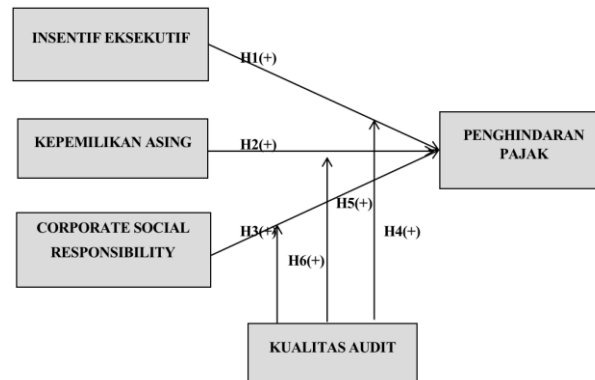 INSENTIF EKSEKUTIF
H1(+)
KEPEMILIKAN ASING
H2(+)
PENGHINDARAN
PAJAK
H5(+)
CORPORATE SOCIAL
RESPONSIBILITY
H3(+)
H4(+)
H6(+)
KUALITAS AUDIT